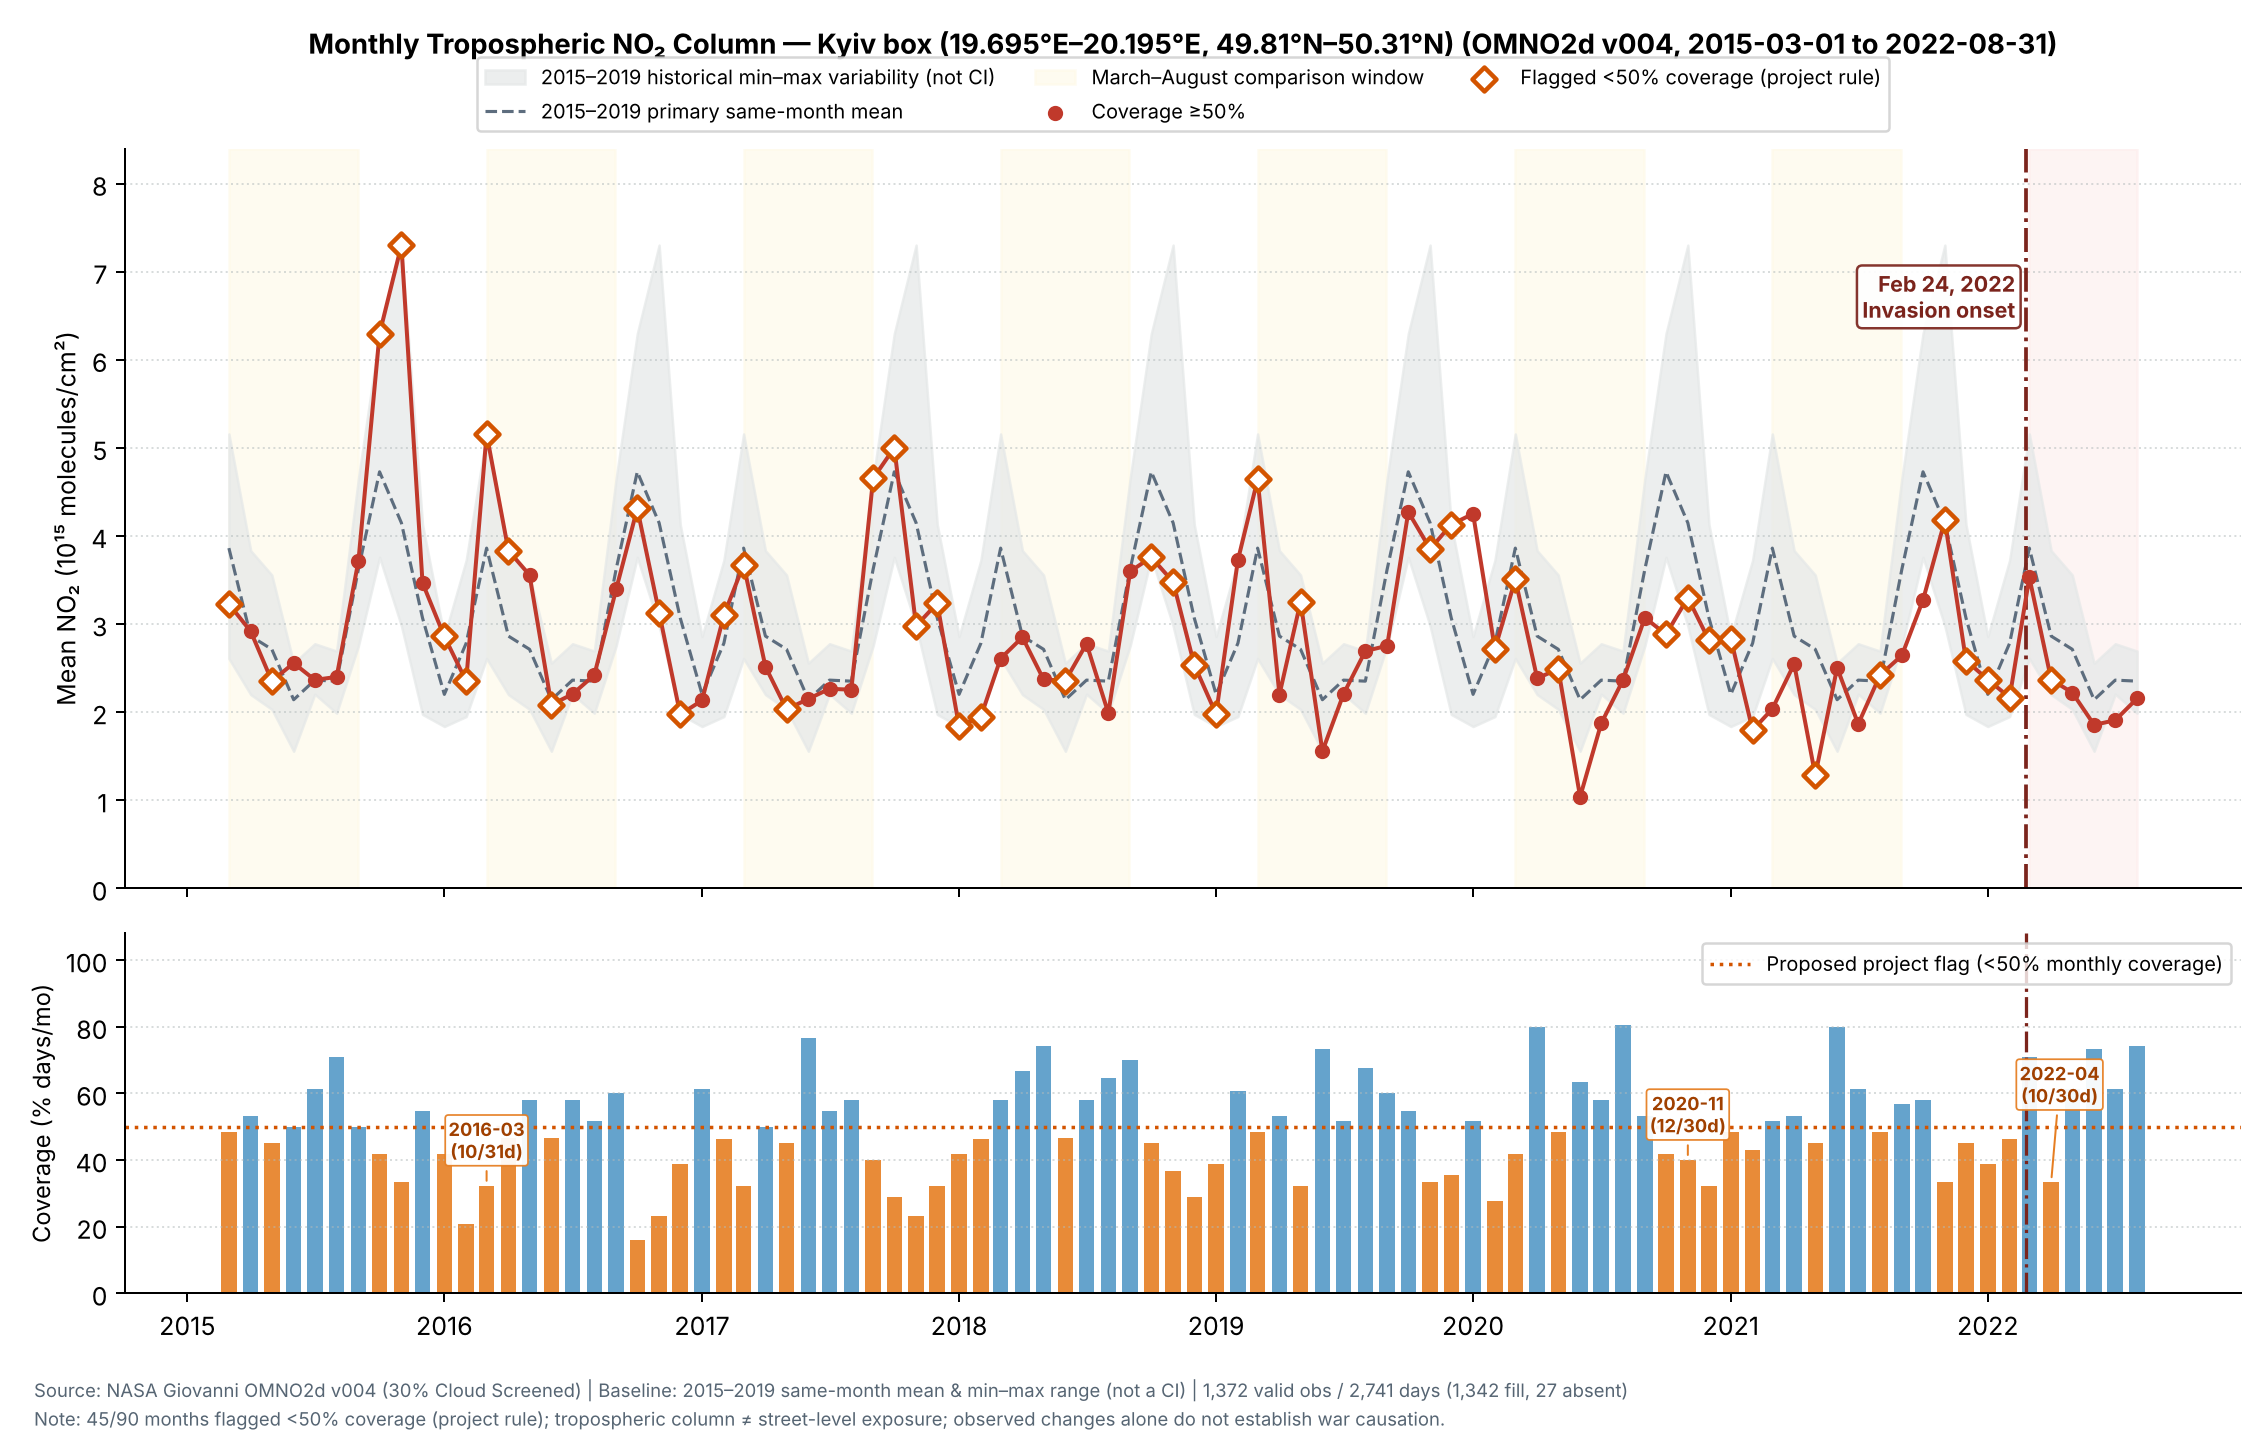 Monthly Tropospheric NO₂ Column — Kyiv box (19.695°E–20.195°E, 49.81°N–50.31°N) (OMNO2d v004, 2015-03-01 to 2022-08-31)
2015–2019 historical min–max variability (not CI)
2015–2019 primary same-month mean
March–August comparison window
Coverage ≥50%
Flagged <50% coverage (project rule)
Mean NO₂ (10¹⁵ molecules/cm²)
8
7
6
5
4
3
2
1
0
Feb 24, 2022
Invasion onset
Coverage (% days/mo)
100
80
60
40
20
0
Proposed project flag (<50% monthly coverage)
2016-03
(10/31d)
2020-11
(12/30d)
2022-04
(10/30d)
2015
2016
2017
2018
2019
2020
2021
2022
Source: NASA Giovanni OMNO2d v004 (30% Cloud Screened) | Baseline: 2015–2019 same-month mean & min–max range (not a CI) | 1,372 valid obs / 2,741 days (1,342 fill, 27 absent)
Note: 45/90 months flagged <50% coverage (project rule); tropospheric column ≠ street-level exposure; observed changes alone do not establish war causation.